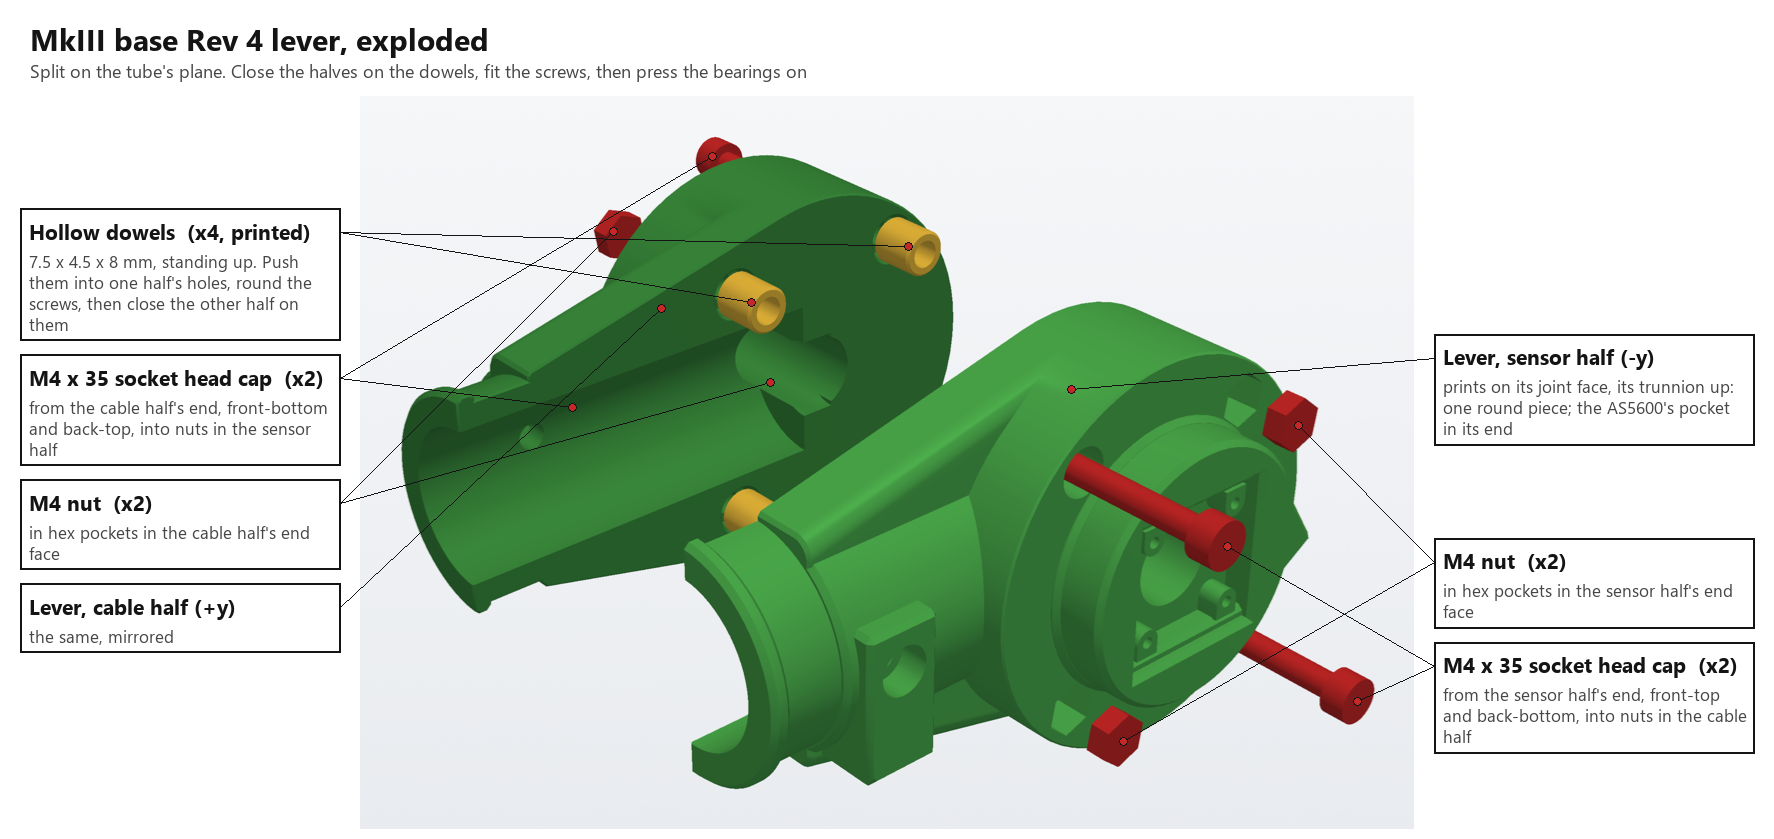 MkIII base Rev 4 lever, exploded
Split on the tube's plane. Close the halves on the dowels, fit the screws, then press the bearings on
Hollow dowels (x4, printed)
7.5 x 4.5 x 8 mm, standing up. Push
them into one half's holes, round the
screws, then close the other half on
them
M4 x 35 socket head cap (x2)
from the cable half's end, front-bottom
and back-top, into nuts in the sensor
half
M4 nut (x2)
in hex pockets in the cable half's end
face
Lever, cable half (+y)
the same, mirrored
Lever, sensor half (-y)
prints on its joint face, its trunnion up:
one round piece; the AS5600's pocket
in its end
M4 nut (x2)
in hex pockets in the sensor half's end
face
M4 x 35 socket head cap (x2)
from the sensor half's end, front-top
and back-bottom, into nuts in the cable
half